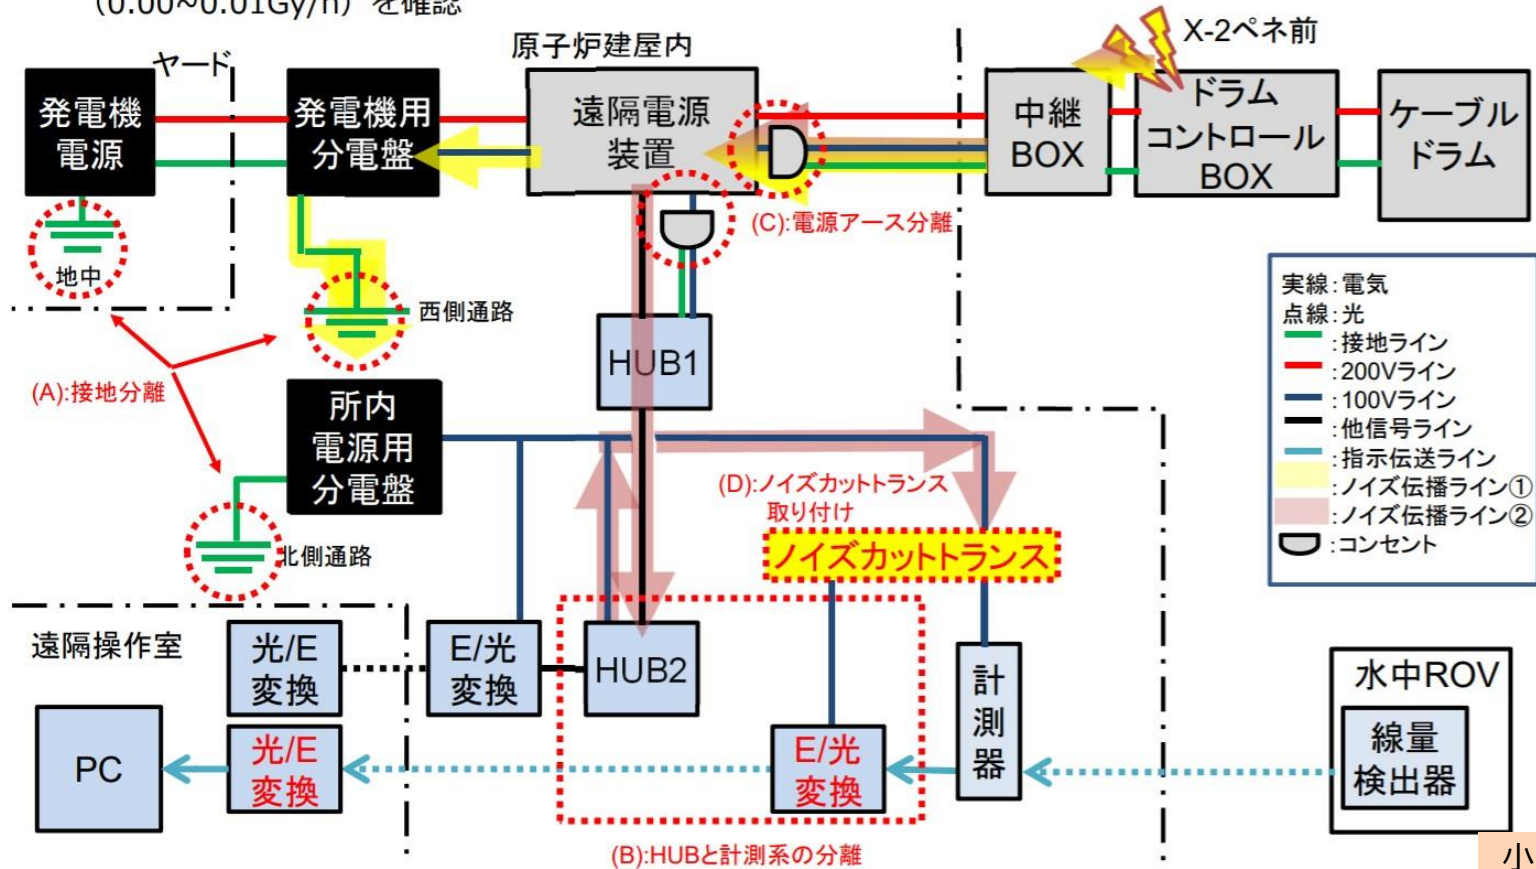 （0.00~0.01Gy/h）を確認
X-2ペネ前
原子炉建屋内
ヤード
発電機
電源
発電機用
分電盤
遠隔電源
装置
中継
BOX
ドラム
コントロール
BOX
ケーブル
ドラム
(C):電源アース分離
地中
西側通路
(A):接地分離
HUB1
実線：電気
点線：光
：接地ライン
：200Vライン
：100Vライン
：他信号ライン
：指示伝送ライン
：ノイズ伝播ライン①
：ノイズ伝播ライン②
：コンセント
所内
電源用
分電盤
北側通路
(D):ノイズカットトランス
取り付け
ノイズカットトランス
遠隔操作室
光/E
変換
E/光
変換
HUB2
計
測
器
水中ROV
線量
検出器
PC
光/E
変換
E/光
変換
(B):HUBと計測系の分離
小